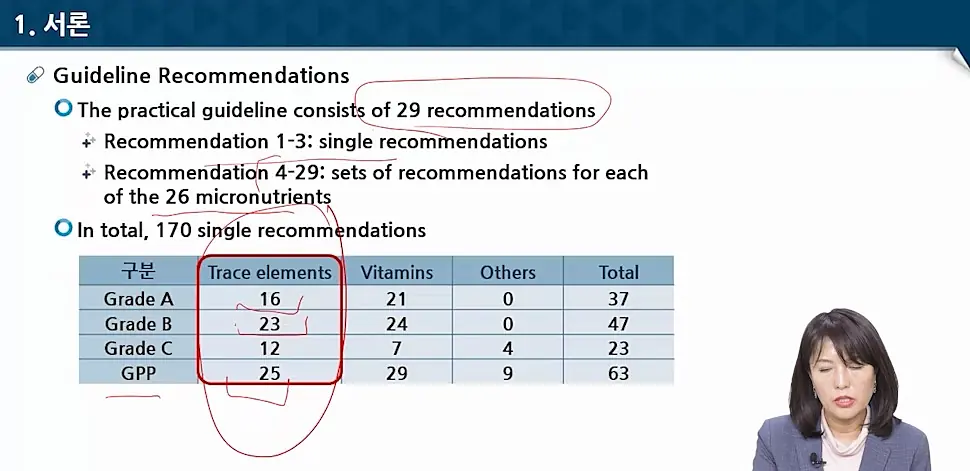 1. 서론
Guideline Recommendations
The practical guideline consists of 29 recommendations
Recommendation 1-3: single recommendations
Recommendation 4-29: sets of recommendations for each
of the 26 micronutrients
In total, 170 single recommendations
구분 Trace elements Vitamins Others Total
Grade A 16 21 0 37
Grade B 23 24 0 47
Grade C 12 7 4 23
GPP 25 29 9 63